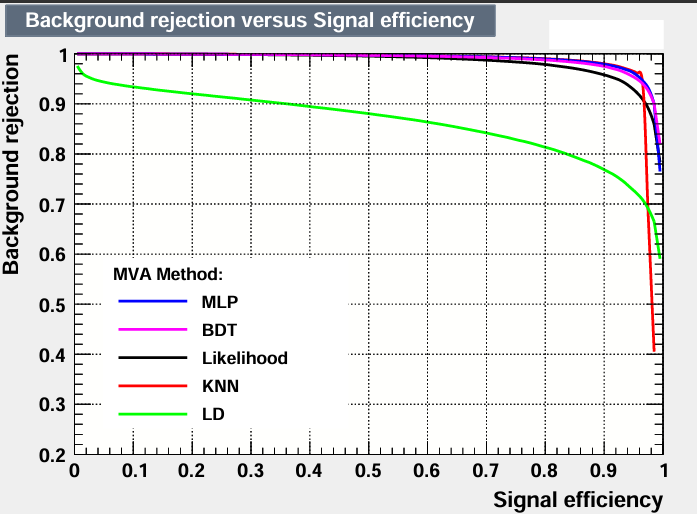 Background rejection versus Signal efficiency
Background rejection
1
0.9
0.8
0.7
0.6
0.5
0.4
0.3
0.2
MVA Method:
MLP
BDT
Likelihood
KNN
LD
0 0.1 0.2 0.3 0.4 0.5 0.6 0.7 0.8 0.9 1
Signal efficiency